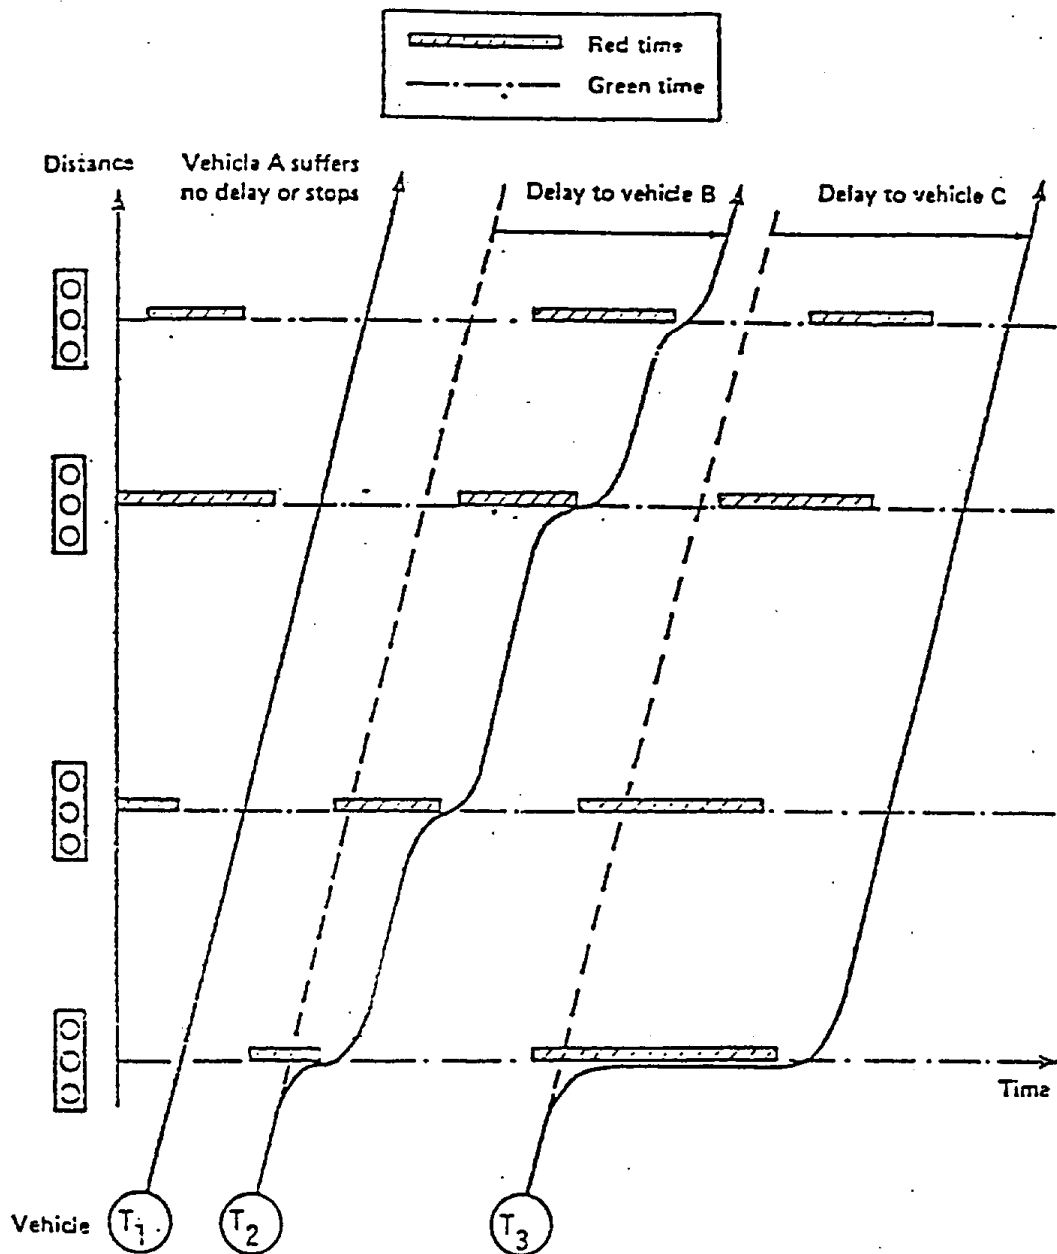 Red time
Green time
Distance
Vehicle A suffers
no delay or stops
Delay to vehicle B
Delay to vehicle C
Time
Vehicle
T1
T2
T3